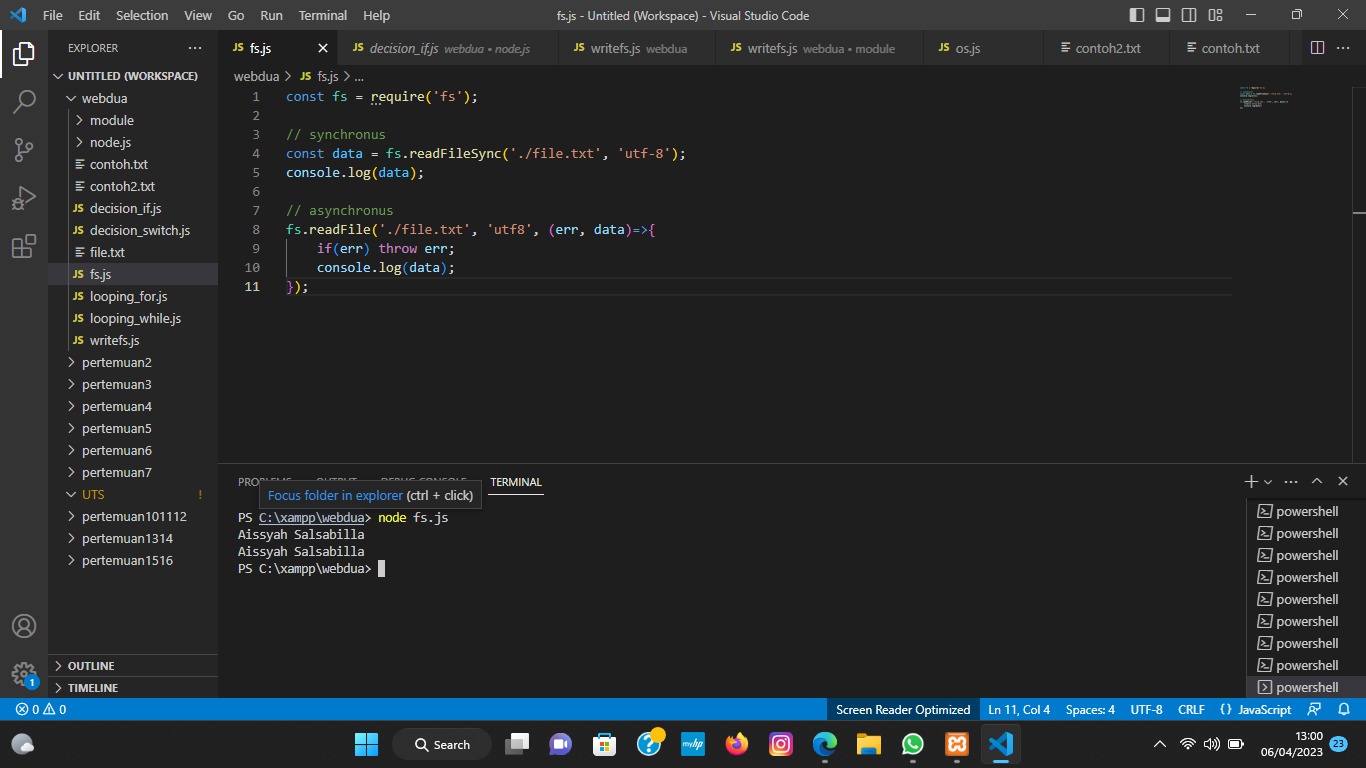 File Edit Selection View Go Run Terminal Help
fs.js - Untitled (Workspace) - Visual Studio Code
EXPLORER
UNTITLED (WORKSPACE)
webdua
module
node.js
contoh.txt
contoh2.txt
JS decision_if.js
JS decision_switch.js
file.txt
JS fs.js
JS looping_for.js
JS looping_while.js
JS writefs.js
pertemuan2
pertemuan3
pertemuan4
pertemuan5
pertemuan6
pertemuan7
UTS !
pertemuan101112
pertemuan1314
pertemuan1516
OUTLINE
TIMELINE
JS fs.js JS decision_if.js webdua • node.js JS writefs.js webdua JS writefs.js webdua • module JS os.js contoh2.txt contoh.txt
webdua > JS fs.js > ...
1 const fs = require('fs');
2
3 // synchronus
4 const data = fs.readFileSync('./file.txt', 'utf-8');
5 console.log(data);
6
7 // asynchronus
8 fs.readFile('./file.txt', 'utf8', (err, data)=>{
9 if(err) throw err;
10 console.log(data);
11 });
TERMINAL
Focus folder in explorer (ctrl + click)
PS C:\xampp\webdua> node fs.js
Aissyah Salsabilla
Aissyah Salsabilla
PS C:\xampp\webdua>
powershell
powershell
powershell
powershell
powershell
powershell
powershell
powershell
powershell
1
0 0 Screen Reader Optimized Ln 11, Col 4 Spaces: 4 UTF-8 CRLF {} JavaScript
Search
myhp
13:00
06/04/2023
23